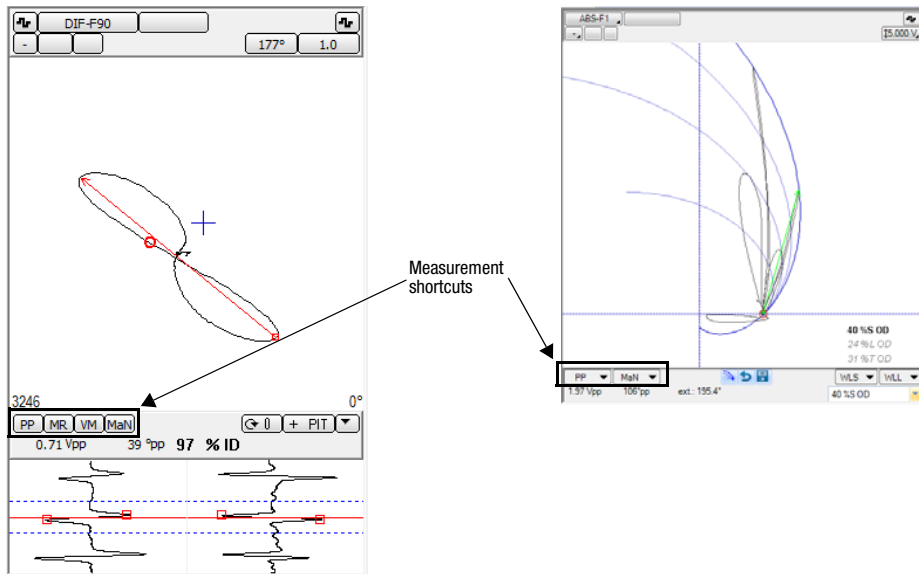 DIF-F90
-
177° 1.0
3246 0°
PP MR VM MaN
0 + PIT
0.71 Vpp 39 °pp 97 % ID
Measurement
shortcuts
ABS-F1
-
5.000 V
40 %S OD
24 %L OD
31 %T OD
PP MaN
WLS WLL
1.97 Vpp 106°pp ext.: 195.4°
40 %S OD